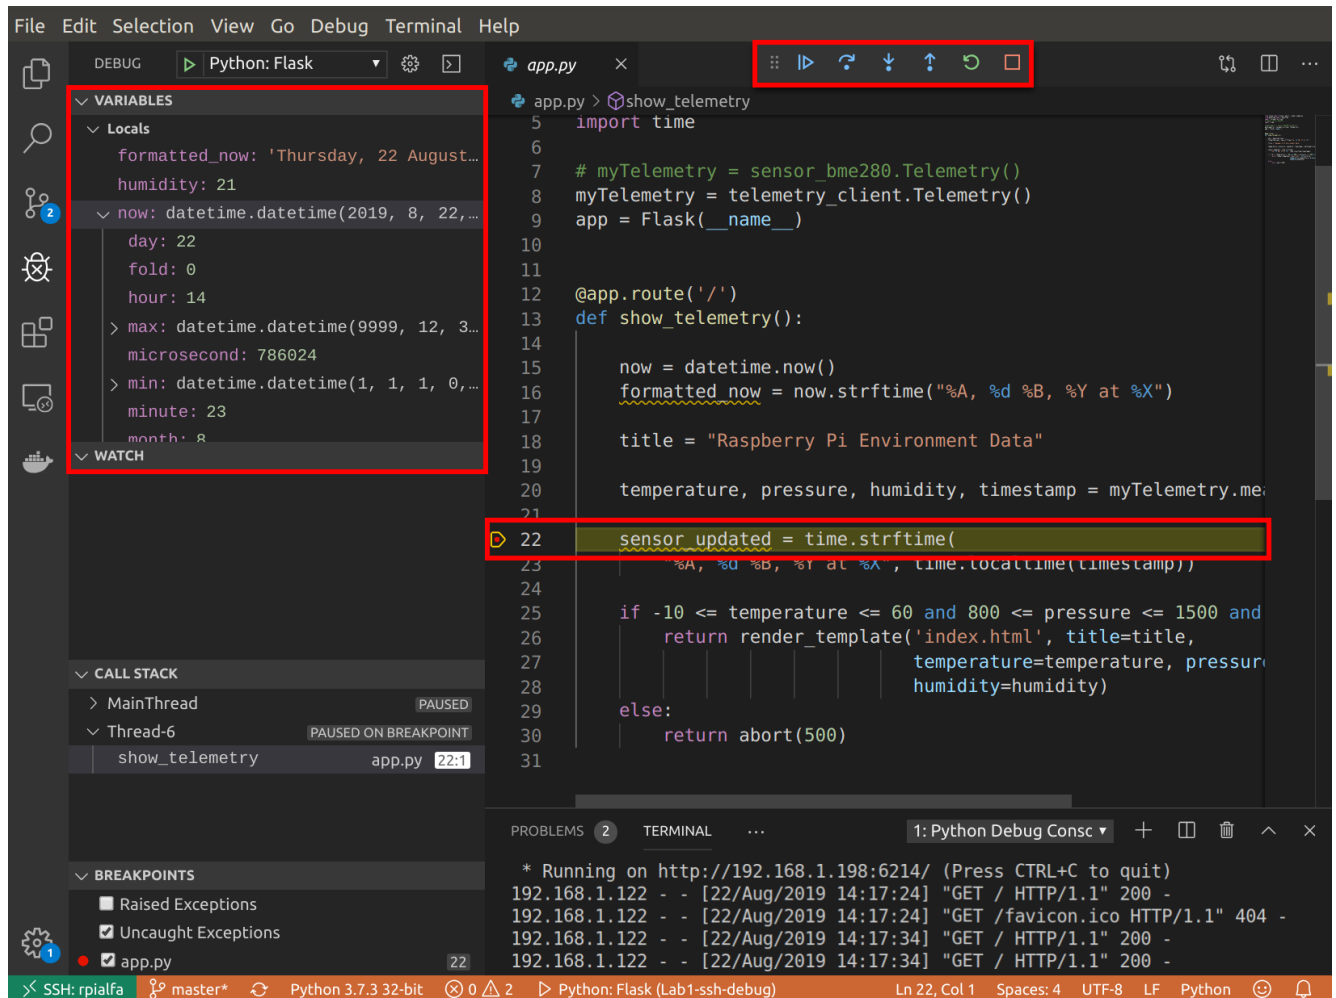 File Edit Selection View Go Debug Terminal Help
DEBUG Python: Flask
VARIABLES
Locals
formatted_now: 'Thursday, 22 August...
humidity: 21
now: datetime.datetime(2019, 8, 22,...
day: 22
fold: 0
hour: 14
max: datetime.datetime(9999, 12, 3...
microsecond: 786024
min: datetime.datetime(1, 1, 1, 0,...
minute: 23
month: 8
WATCH
CALL STACK
MainThread PAUSED
Thread-6 PAUSED ON BREAKPOINT
show_telemetry app.py 22:1
BREAKPOINTS
Raised Exceptions
Uncaught Exceptions
app.py 22
2
1
app.py
app.py > show_telemetry
5 import time
6
7 # myTelemetry = sensor_bme280.Telemetry()
8 myTelemetry = telemetry_client.Telemetry()
9 app = Flask(__name__)
10
11
12 @app.route('/')
13 def show_telemetry():
14
15 now = datetime.now()
16 formatted_now = now.strftime("%A, %d %B, %Y at %X")
17
18 title = "Raspberry Pi Environment Data"
19
20 temperature, pressure, humidity, timestamp = myTelemetry.mea
21
22 sensor_updated = time.strftime(
23 "%A, %d %B, %Y at %X", time.localtime(timestamp))
24
25 if -10 <= temperature <= 60 and 800 <= pressure <= 1500 and
26 return render_template('index.html', title=title,
27 temperature=temperature, pressure
28 humidity=humidity)
29 else:
30 return abort(500)
31
PROBLEMS 2 TERMINAL ... 1: Python Debug Consc
* Running on http://192.168.1.198:6214/ (Press CTRL+C to quit)
192.168.1.122 - - [22/Aug/2019 14:17:24] "GET / HTTP/1.1" 200 -
192.168.1.122 - - [22/Aug/2019 14:17:24] "GET /favicon.ico HTTP/1.1" 404 -
192.168.1.122 - - [22/Aug/2019 14:17:34] "GET / HTTP/1.1" 200 -
192.168.1.122 - - [22/Aug/2019 14:17:34] "GET / HTTP/1.1" 200 -
SSH: rpialfa master* Python 3.7.3 32-bit 0 2 Python: Flask (Lab1-ssh-debug) Ln 22, Col 1 Spaces: 4 UTF-8 LF Python